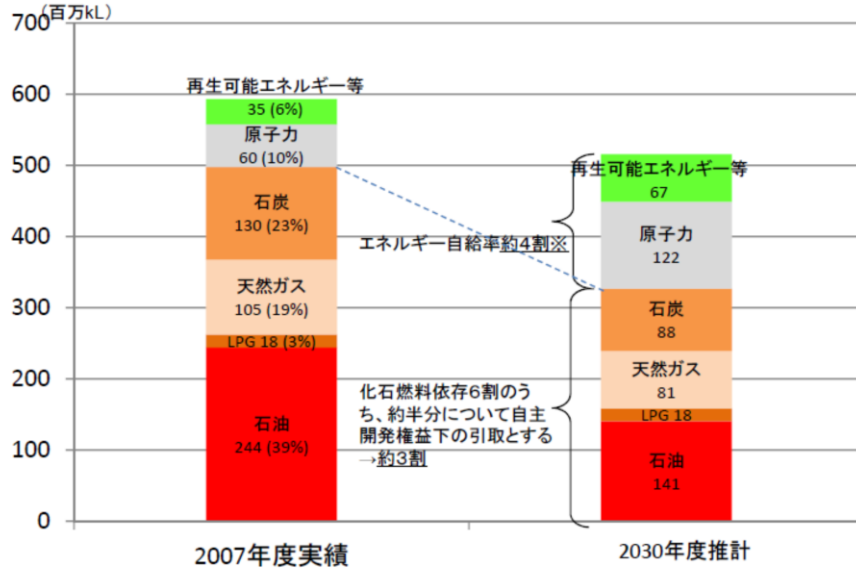 (百万kL)
700
600
500
400
300
200
100
0
再生可能エネルギー等
35 (6%)
原子力
60 (10%)
石炭
130 (23%)
天然ガス
105 (19%)
LPG 18 (3%)
石油
244 (39%)
2007年度実績
エネルギー自給率約4割※
化石燃料依存6割のう
ち、約半分について自主
開発権益下の引取とする
→約3割
再生可能エネルギー等
67
原子力
122
石炭
88
天然ガス
81
LPG 18
石油
141
2030年度推計